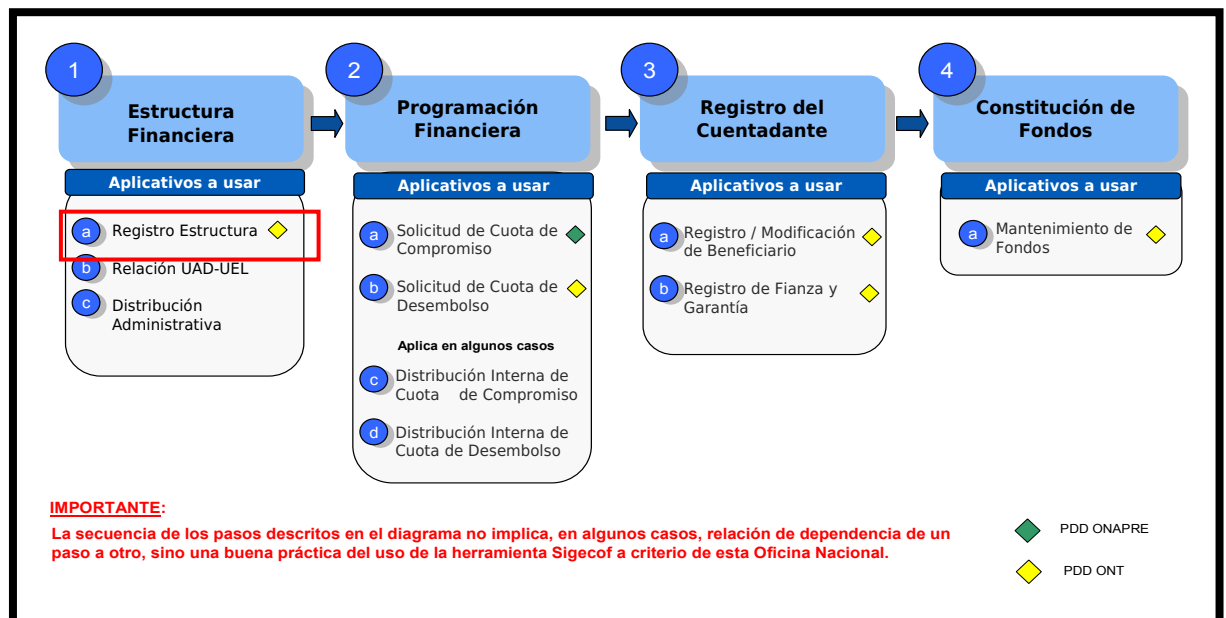 1
Estructura
Financiera
Aplicativos a usar
a Registro Estructura
b Relación UAD-UEL
c Distribución
Administrativa
2
Programación
Financiera
Aplicativos a usar
a Solicitud de Cuota de
Compromiso
b Solicitud de Cuota de
Desembolso
Aplica en algunos casos
c Distribución Interna de
Cuota de Compromiso
d Distribución Interna de
Cuota de Desembolso
3
Registro del
Cuentadante
Aplicativos a usar
a Registro / Modificación
de Beneficiario
b Registro de Fianza y
Garantía
4
Constitución de
Fondos
Aplicativos a usar
a Mantenimiento de
Fondos
IMPORTANTE:
La secuencia de los pasos descritos en el diagrama no implica, en algunos casos, relación de dependencia de un
paso a otro, sino una buena práctica del uso de la herramienta Sigecof a criterio de esta Oficina Nacional.
PDD ONAPRE
PDD ONT